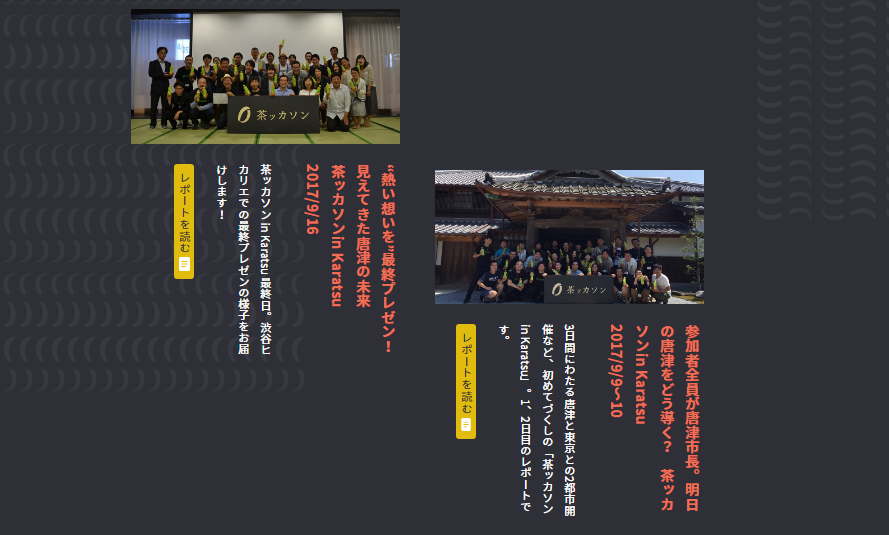 茶ッカソン
茶ッカソン
参加者全員が唐津市長。明日
の唐津をどう導く？　茶ッカ
ソンin Karatsu
2017/9/9〜10
3日間にわたる唐津と東京との2都市開
催など、初めてづくしの「茶ッカソン
in Karatsu」。1、2日目のレポートで
す。
レポートを読む
“熱い想いを”最終プレゼン！
見えてきた唐津の未来
茶ッカソンin Karatsu
2017/9/16
茶ッカソン in Karatsu 最終日。渋谷ヒ
カリエでの最終プレゼンの様子をお届
けします！
レポートを読む